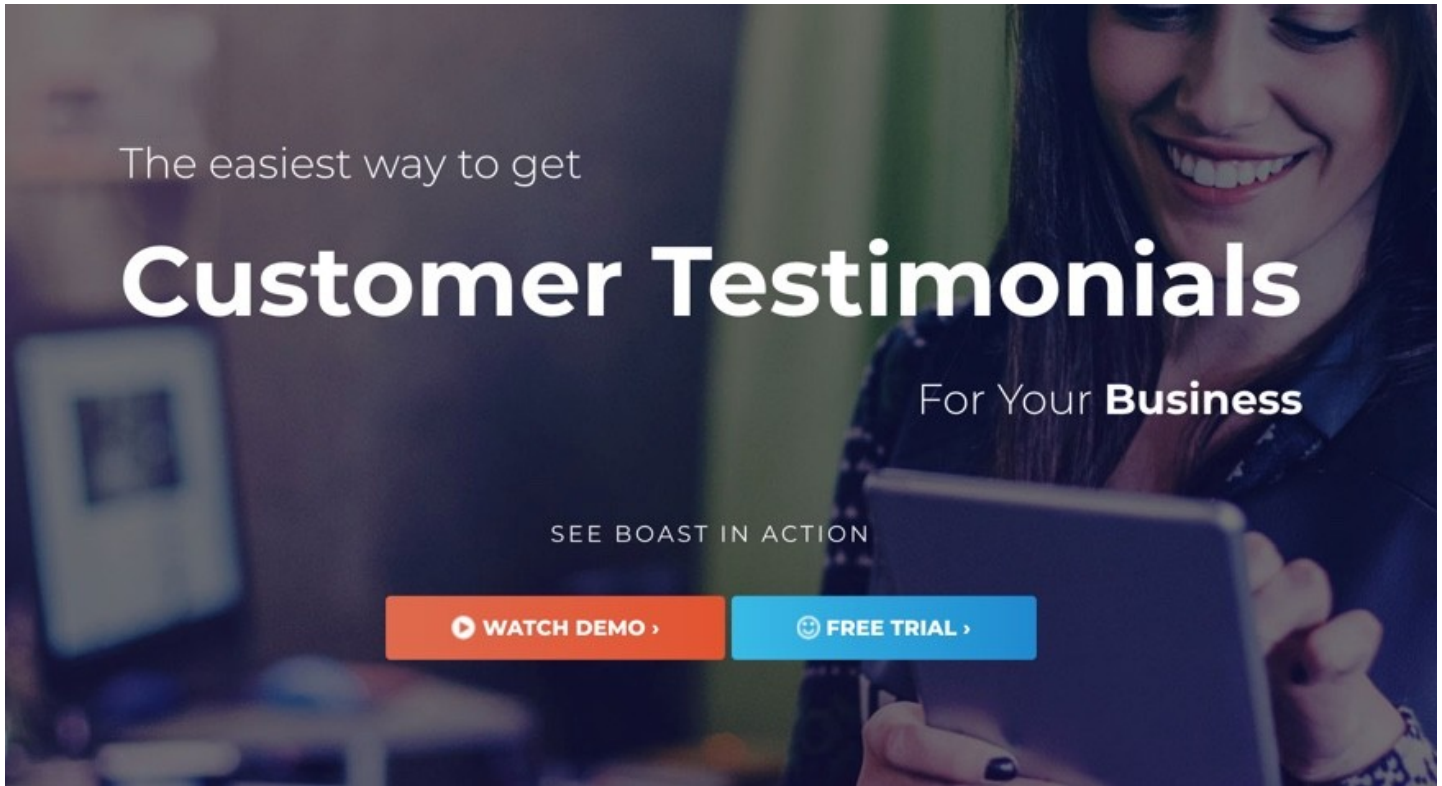 The easiest way to get
Customer Testimonials
For Your Business
SEE BOAST IN ACTION
WATCH DEMO ›
FREE TRIAL ›